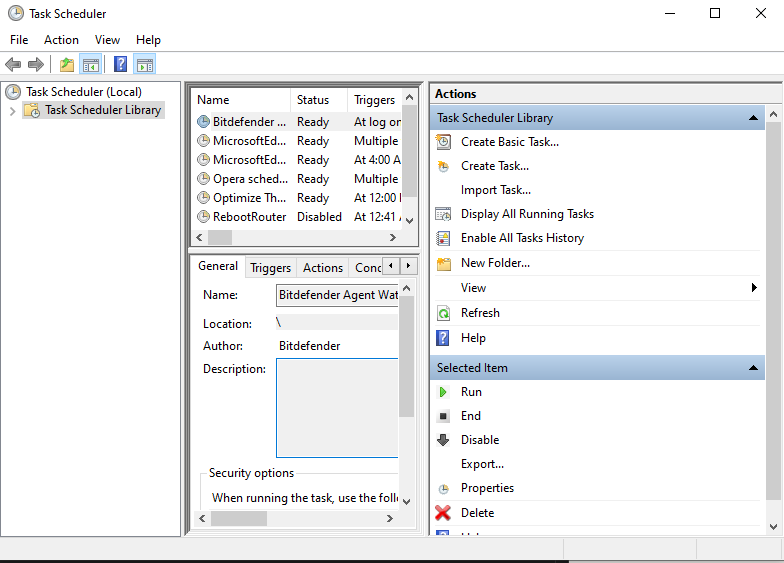 Task Scheduler
File Action View Help
Task Scheduler (Local)
Task Scheduler Library
Name Status Triggers
Bitdefender ... Ready At log on
MicrosoftEd... Ready Multiple
MicrosoftEd... Ready At 4:00 A
Opera sched... Ready Multiple
Optimize Th... Ready At 12:00
RebootRouter Disabled At 12:41
General Triggers Actions Conc
Name: Bitdefender Agent Wat
Location: \
Author: Bitdefender
Description:
Security options
When running the task, use the follo
Actions
Task Scheduler Library
Create Basic Task...
Create Task...
Import Task...
Display All Running Tasks
Enable All Tasks History
New Folder...
View
Refresh
Help
Selected Item
Run
End
Disable
Export...
Properties
Delete